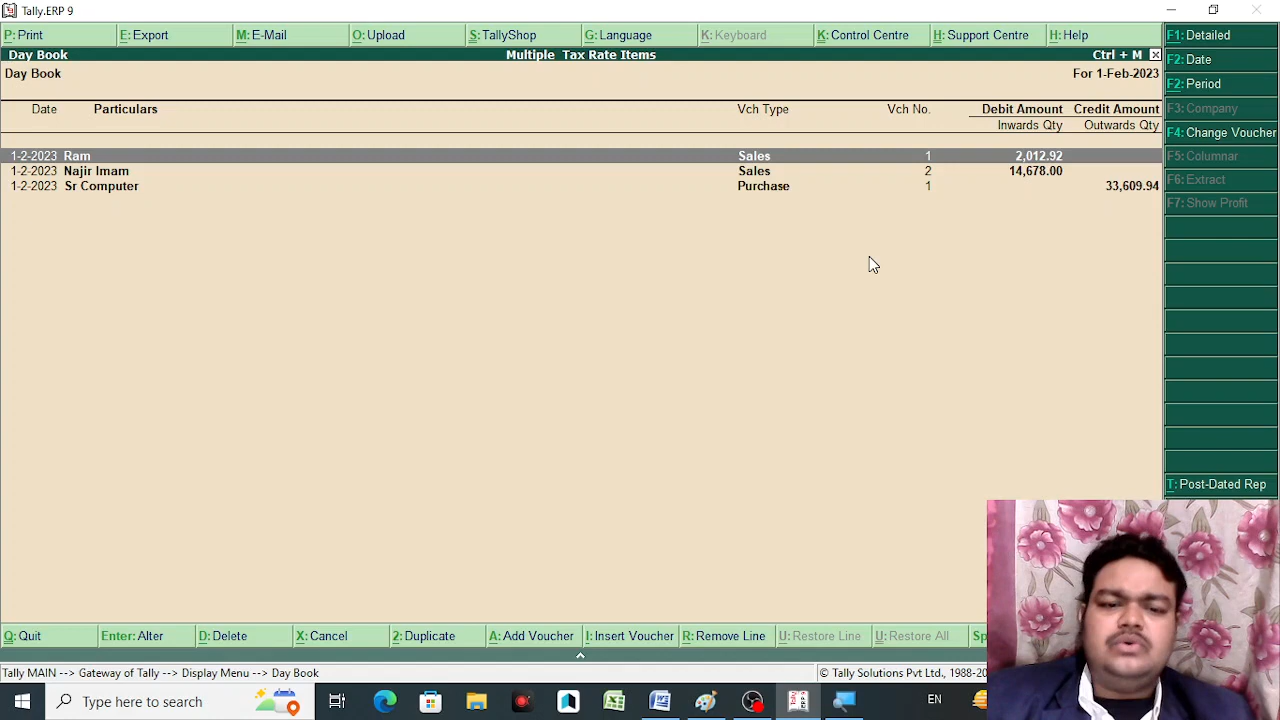 Tally.ERP 9
P: Print E: Export M: E-Mail O: Upload S: TallyShop G: Language K: Keyboard K: Control Centre H: Support Centre H: Help
F1: Detailed
Day Book Multiple Tax Rate Items Ctrl + M
F2: Date
Day Book For 1-Feb-2023
F2: Period
Date Particulars Vch Type Vch No. Debit Amount Credit Amount
F3: Company
Inwards Qty Outwards Qty
F4: Change Voucher
1-2-2023 Ram Sales 1 2,012.92
F5: Columnar
1-2-2023 Najir Imam Sales 2 14,678.00
F6: Extract
1-2-2023 Sr Computer Purchase 1 33,609.94
F7: Show Profit
T: Post-Dated Rep
Q: Quit Enter: Alter D: Delete X: Cancel 2: Duplicate A: Add Voucher I: Insert Voucher R: Remove Line U: Restore Line U: Restore All Sp
Tally MAIN --> Gateway of Tally --> Display Menu --> Day Book © Tally Solutions Pvt Ltd., 1988-20
Type here to search EN